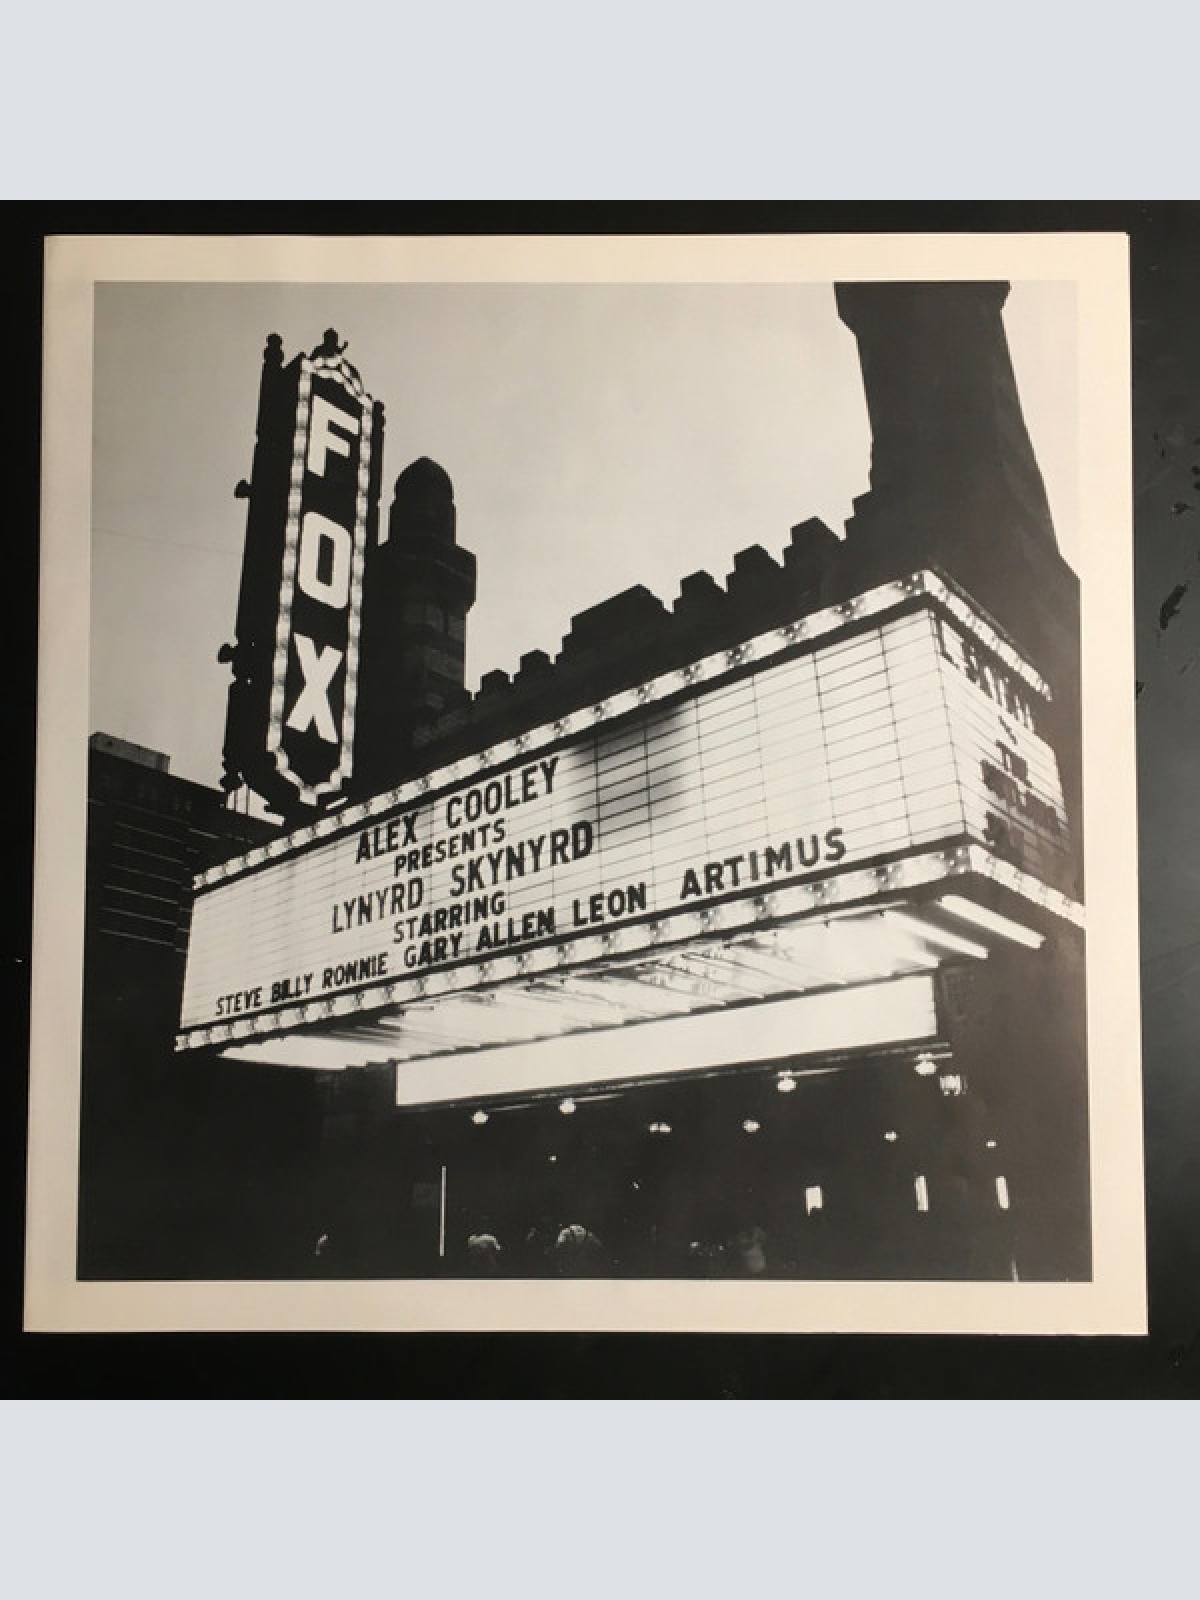 FOX
ALEX COOLEY
PRESENTS
LYNYRD SKYNYRD
STARRING
STEVE BILLY RONNIE GARY ALLEN LEON ARTIMUS